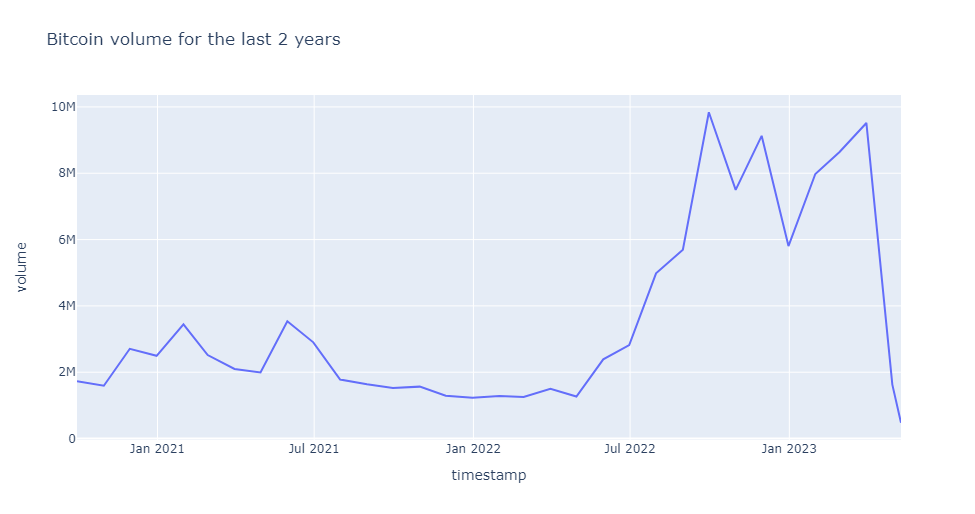 Bitcoin volume for the last 2 years
10M
8M
6M
4M
2M
0
volume
Jan 2021 Jul 2021 Jan 2022 Jul 2022 Jan 2023
timestamp